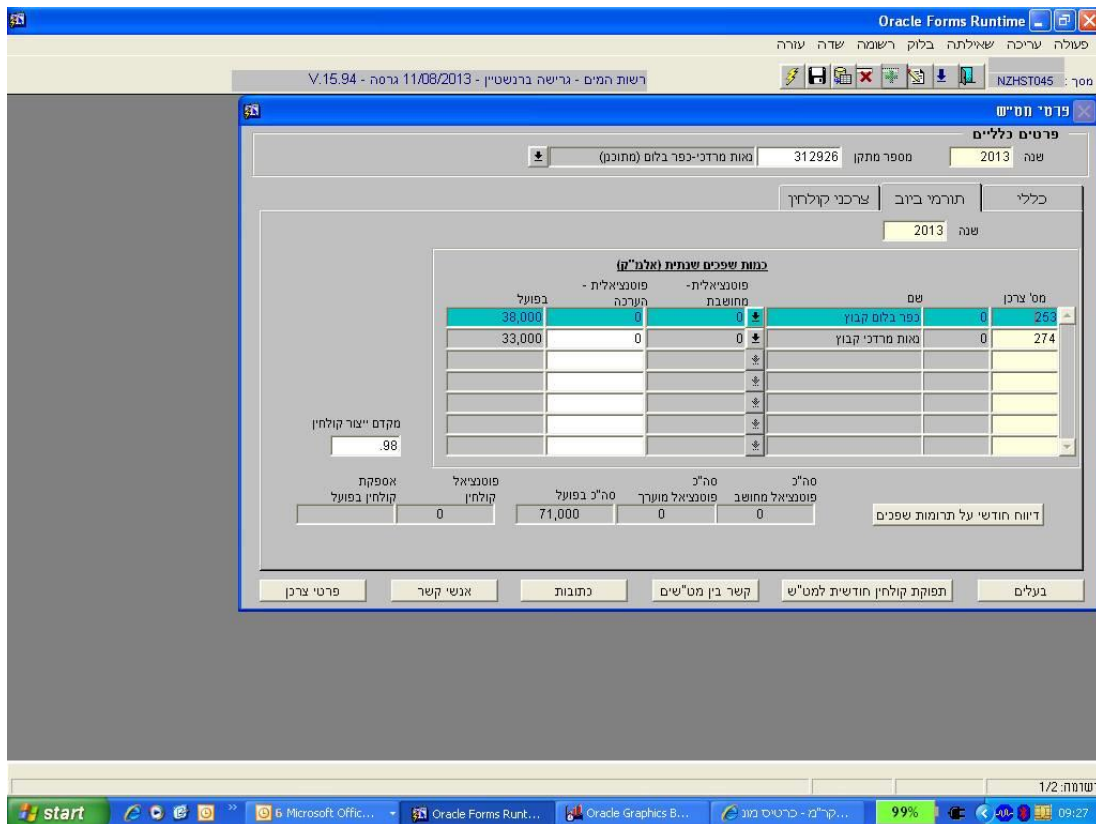 Oracle Forms Runtime
פעולה עריכה שאילתה בלוק רשומה שדה עזרה
מסך : NZHST045
רשות המים - גרישה ברנשטיין - 11/08/2013 גרסה - V.15.94
פרטי מט"ש
פרטים כלליים
שנה 2013 מספר מתקן 312926 נאות מרדכי-כפר בלום (מתוכנן)
כללי תורמי ביוב צרכני קולחין
שנה 2013
כמות שפכים שנתית (אלמ"ק)
מס' צרכן שם פוטנציאלית- מחושבת פוטנציאלית - הערכה בפועל
253 0 כפר בלום קבוץ 0 0 38,000
274 0 נאות מרדכי קבוץ 0 0 33,000
מקדם ייצור קולחין
.98
סה"כ פוטנציאל מחושב סה"כ פוטנציאל מוערך סה"כ בפועל פוטנציאל קולחין אספקת קולחין בפועל
דיווח חודשי על תרומות שפכים 0 0 71,000 0
בעלים תפוקת קולחין חודשית למט"ש קשר בין מט"שים כתובות אנשי קשר פרטי צרכן
רשומה: 1/2
start 6 Microsoft Offic... Oracle Forms Runt... Oracle Graphics B... קר"מ - כרטיס מונ... 99% 09:27